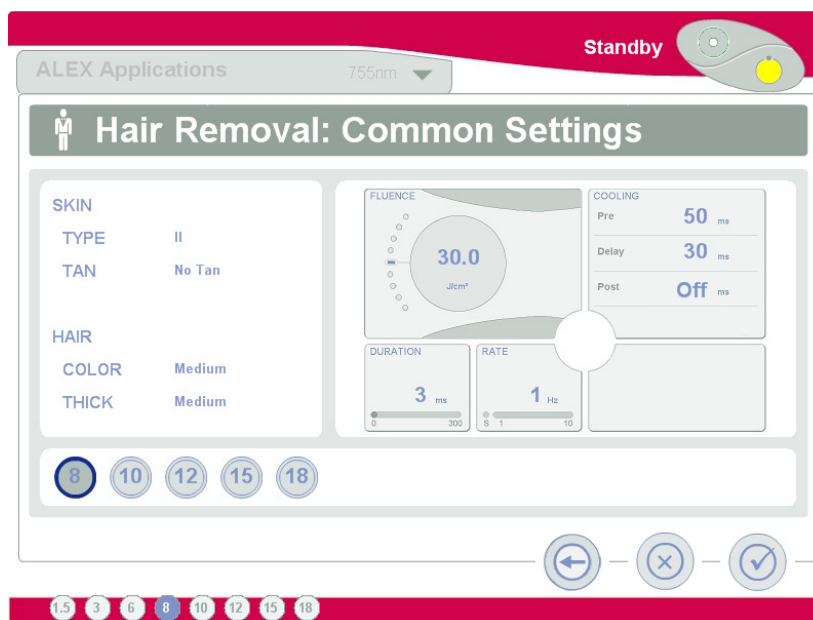 Standby
ALEX Applications 755nm
Hair Removal: Common Settings
SKIN
TYPE II
TAN No Tan
HAIR
COLOR Medium
THICK Medium
FLUENCE
30.0
J/cm²
COOLING
Pre 50 ms
Delay 30 ms
Post Off ms
DURATION
3 ms
0 300
RATE
1 Hz
S 1 10
8 10 12 15 18
1.5 3 6 8 10 12 15 18